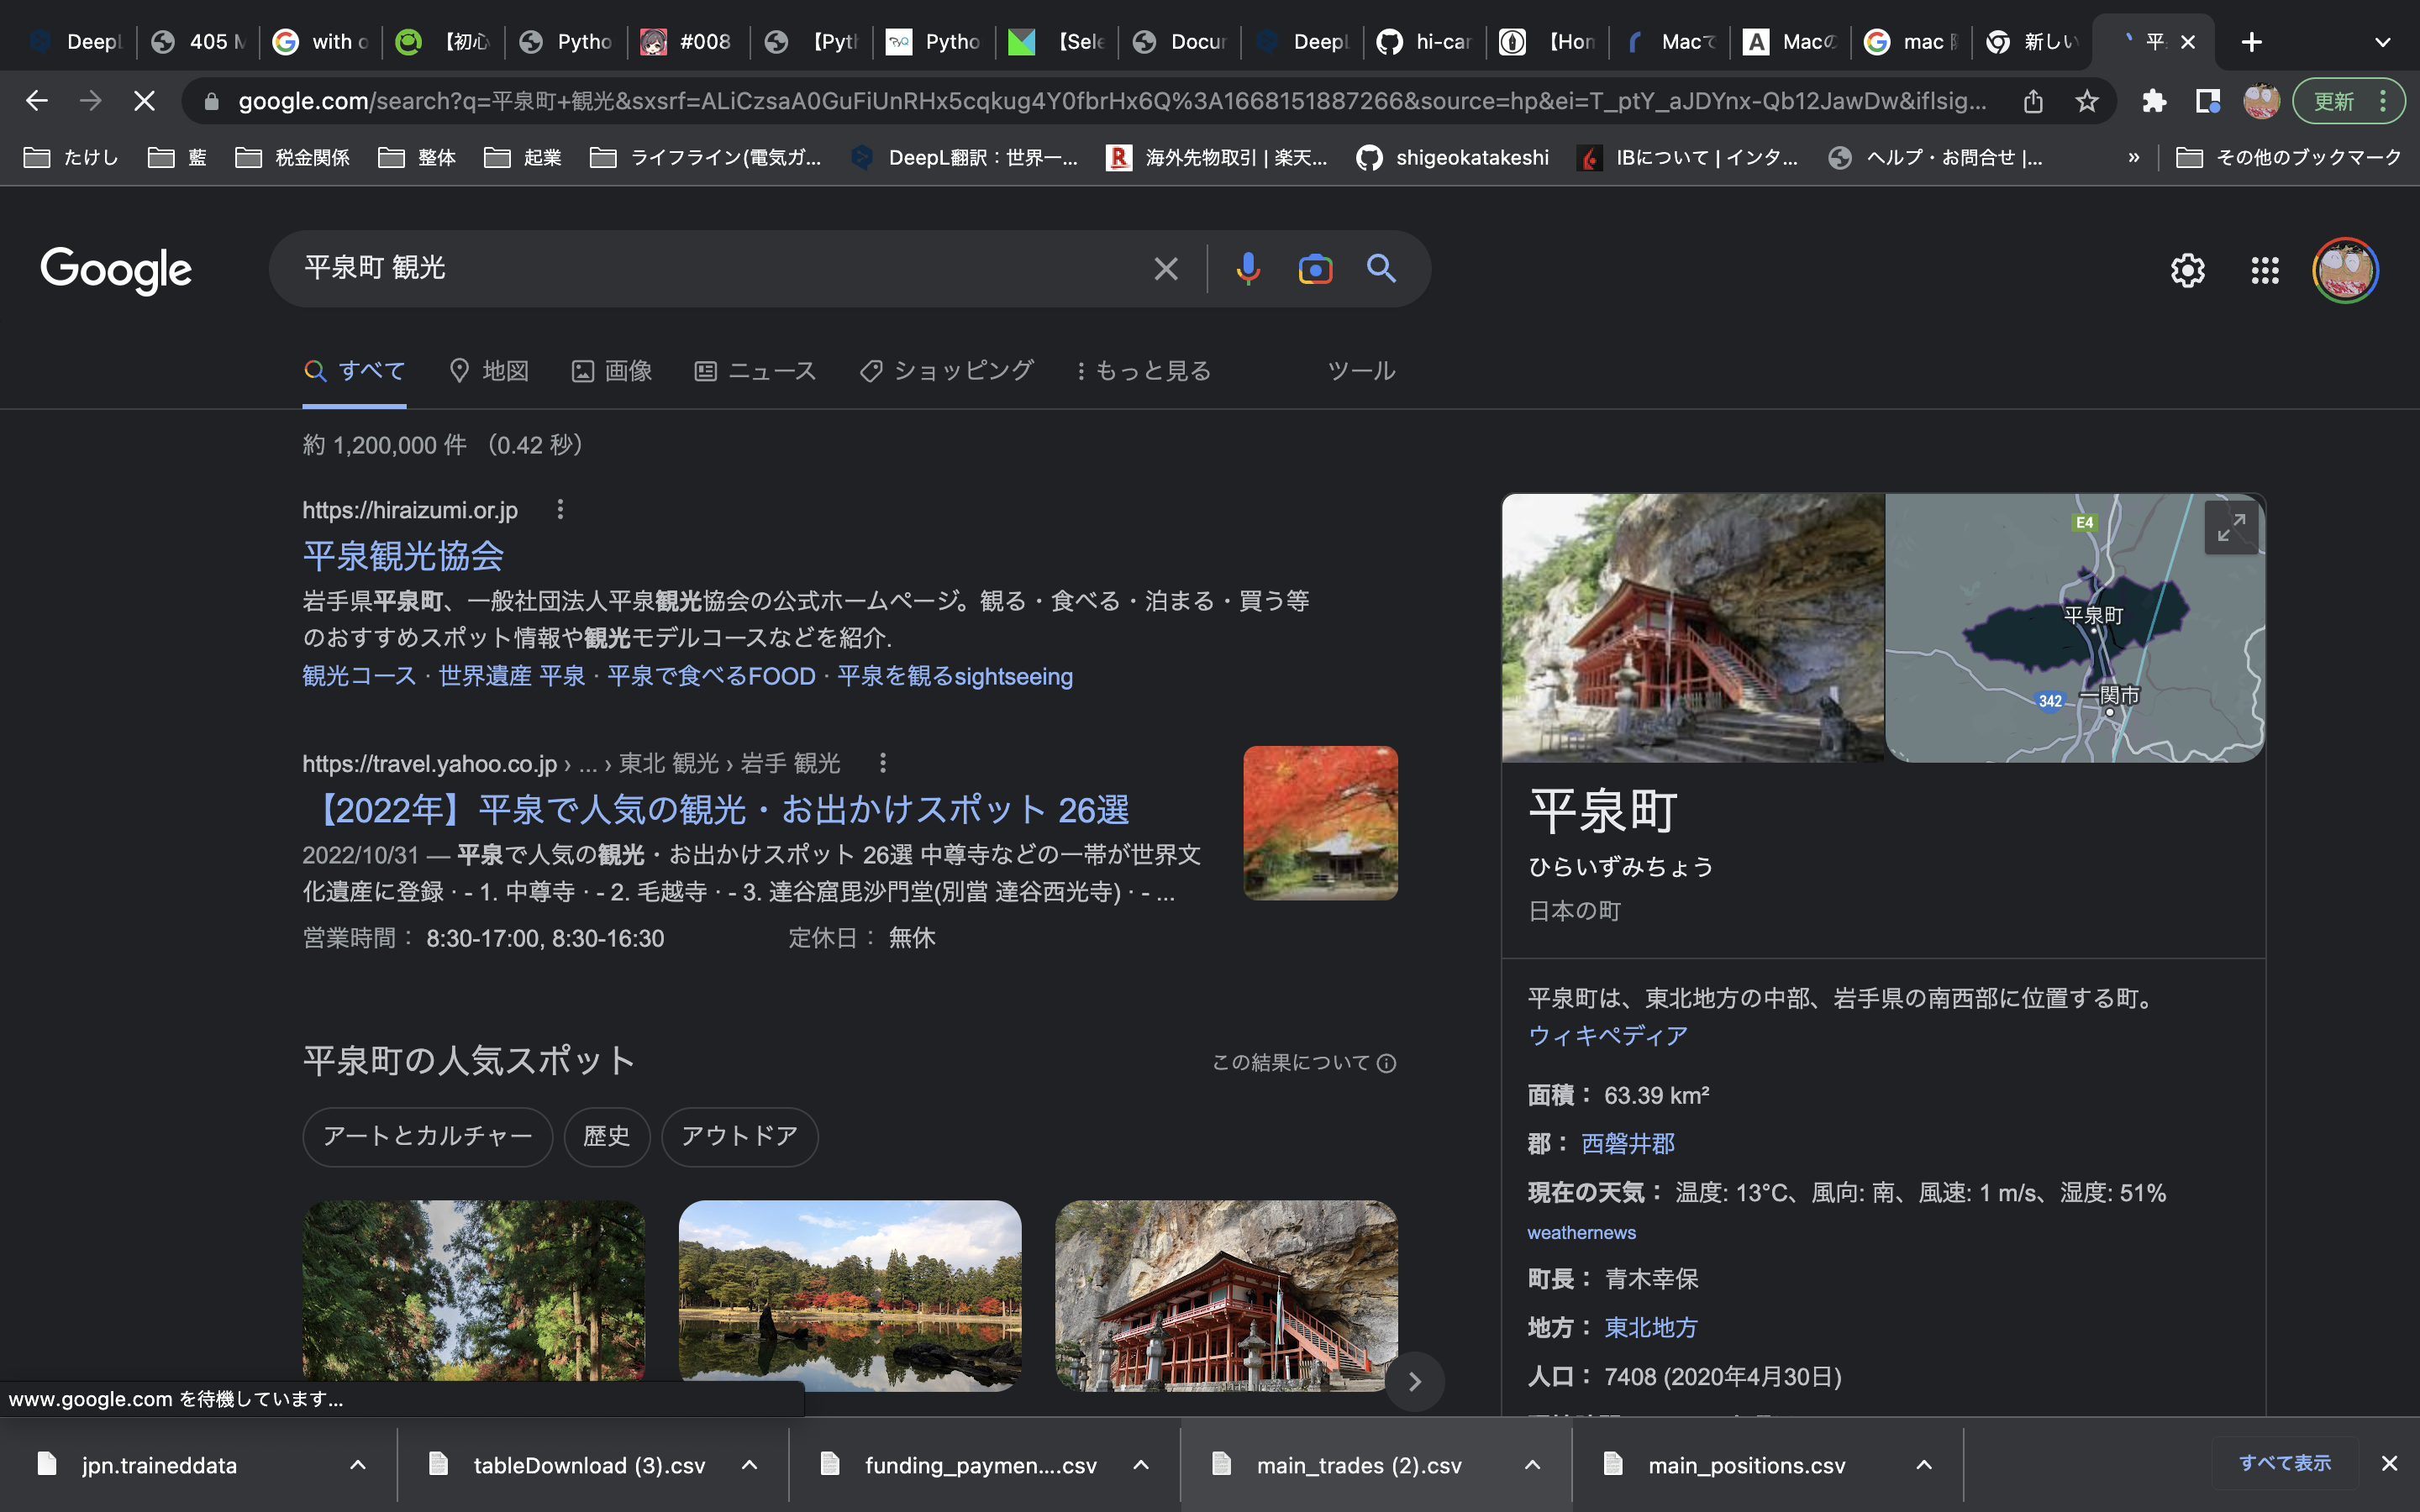 DeepL
405 M
with o
【初心
Pytho
#008
【Pyth
Pytho
【Sele
Docur
DeepL
hi-car
【Hon
Macで
Macの
mac
新しい
平
google.com/search?q=平泉町+観光&sxsrf=ALiCzsaA0GuFiUnRHx5cqkug4Y0fbrHx6Q%3A1668151887266&source=hp&ei=T_ptY_aJDYnx-Qb12JawDw&iflsig...
更新
たけし
藍
税金関係
整体
起業
ライフライン(電気ガ...
DeepL翻訳：世界一...
海外先物取引 | 楽天...
shigeokatakeshi
IBについて | インタ...
ヘルプ・お問合せ |...
»
その他のブックマーク
Google
平泉町 観光
すべて
地図
画像
ニュース
ショッピング
もっと見る
ツール
約 1,200,000 件 （0.42 秒）
https://hiraizumi.or.jp
平泉観光協会
岩手県平泉町、一般社団法人平泉観光協会の公式ホームページ。観る・食べる・泊まる・買う等
のおすすめスポット情報や観光モデルコースなどを紹介.
観光コース · 世界遺産 平泉 · 平泉で食べるFOOD · 平泉を観るsightseeing
https://travel.yahoo.co.jp › ... › 東北 観光 › 岩手 観光
【2022年】平泉で人気の観光・お出かけスポット 26選
2022/10/31 — 平泉で人気の観光・お出かけスポット 26選 中尊寺などの一帯が世界文
化遺産に登録 · - 1. 中尊寺 · - 2. 毛越寺 · - 3. 達谷窟毘沙門堂(別當 達谷西光寺) · - ...
営業時間： 8:30-17:00, 8:30-16:30
定休日： 無休
平泉町の人気スポット
この結果について
アートとカルチャー
歴史
アウトドア
E4
平泉町
342
一関市
平泉町
ひらいずみちょう
日本の町
平泉町は、東北地方の中部、岩手県の南西部に位置する町。
ウィキペディア
面積： 63.39 km²
郡： 西磐井郡
現在の天気： 温度: 13°C、風向: 南、風速: 1 m/s、湿度: 51%
weathernews
町長： 青木幸保
地方： 東北地方
人口： 7408 (2020年4月30日)
www.google.com を待機しています...
jpn.traineddata
tableDownload (3).csv
funding_paymen....csv
main_trades (2).csv
main_positions.csv
すべて表示